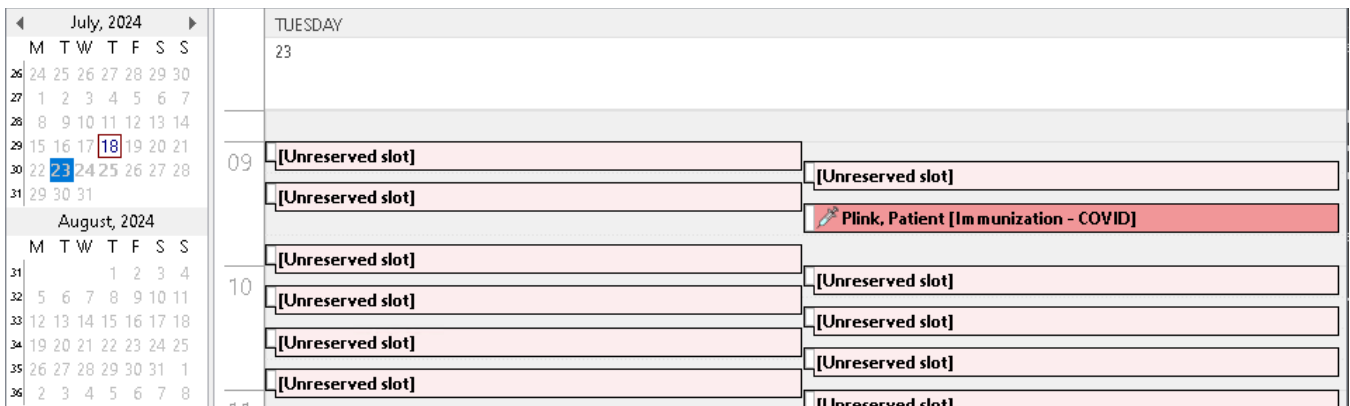 July, 2024
M T W T F S S
26 24 25 26 27 28 29 30
27 1 2 3 4 5 6 7
28 8 9 10 11 12 13 14
29 15 16 17 18 19 20 21
30 22 23 24 25 26 27 28
31 29 30 31
August, 2024
M T W T F S S
31 1 2 3 4
32 5 6 7 8 9 10 11
33 12 13 14 15 16 17 18
34 19 20 21 22 23 24 25
35 26 27 28 29 30 31 1
36 2 3 4 5 6 7 8
TUESDAY
23
09
[Unreserved slot]
[Unreserved slot]
[Unreserved slot]
Plink, Patient [Immunization - COVID]
[Unreserved slot]
10
[Unreserved slot]
[Unreserved slot]
[Unreserved slot]
[Unreserved slot]
[Unreserved slot]
[Unreserved slot]
[Unreserved slot]
11